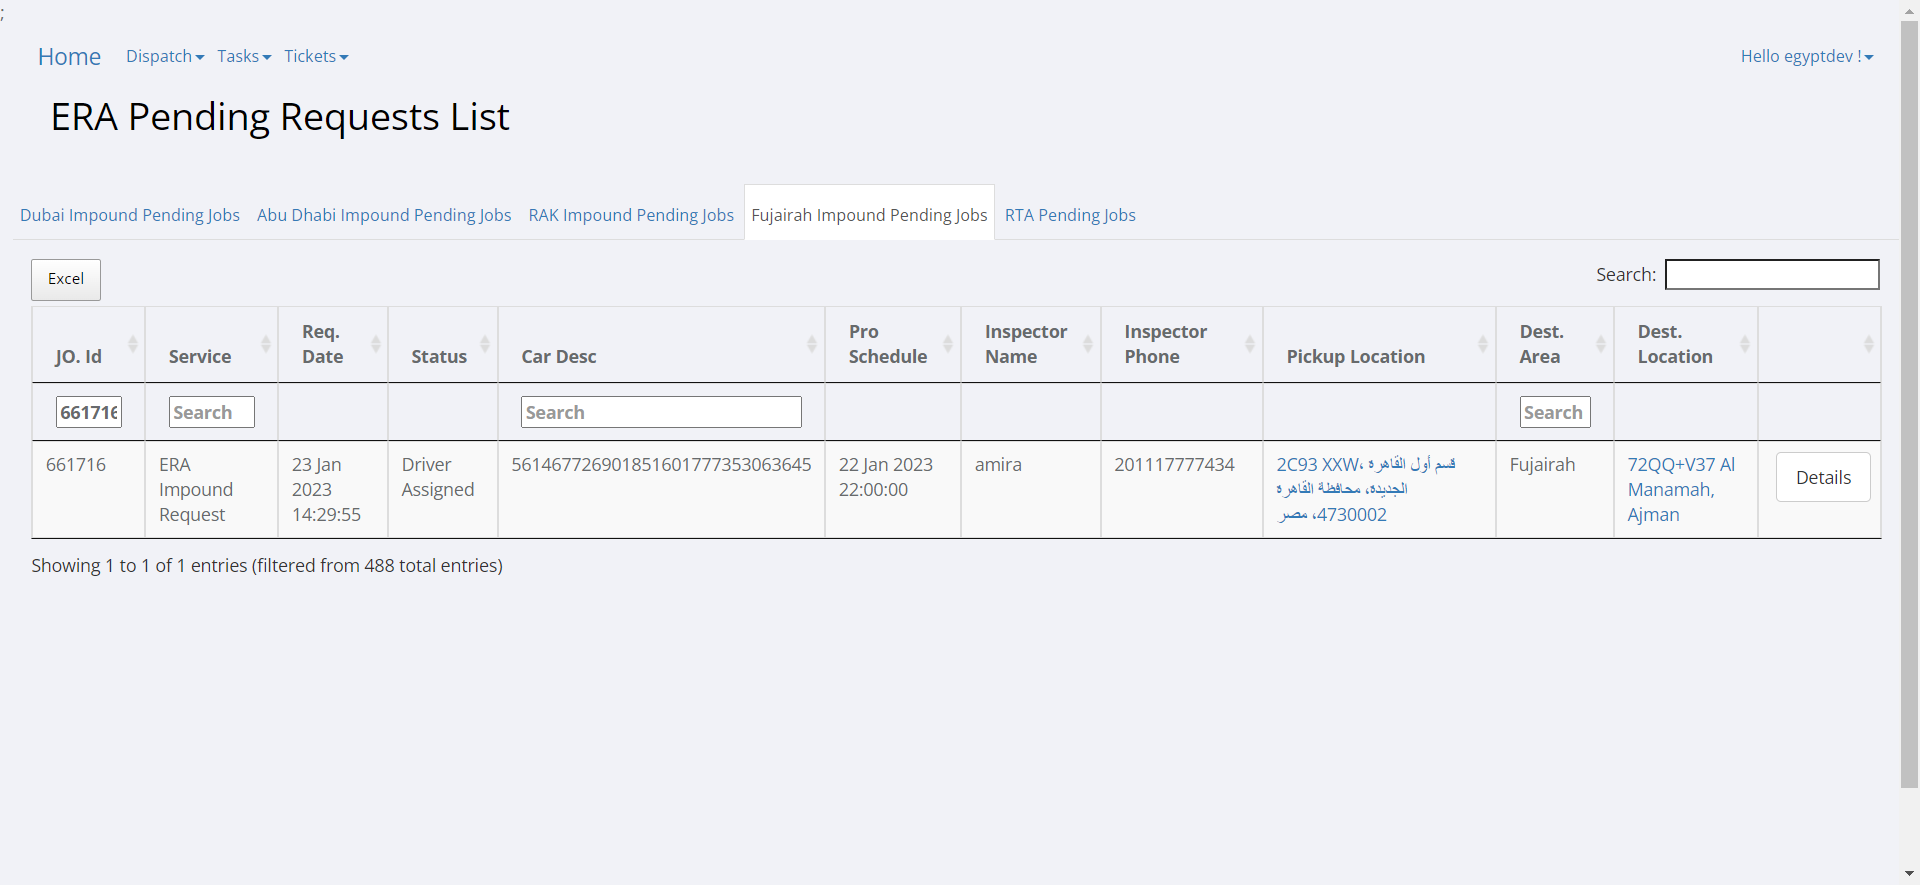 ;
Home Dispatch Tasks Tickets Hello egyptdev !
ERA Pending Requests List
Dubai Impound Pending Jobs Abu Dhabi Impound Pending Jobs RAK Impound Pending Jobs Fujairah Impound Pending Jobs RTA Pending Jobs
Excel Search:
JO. Id Service Req. Date Status Car Desc Pro Schedule Inspector Name Inspector Phone Pickup Location Dest. Area Dest. Location
661716 Search Search Search
661716 ERA Driver 5614677269018516017773530​63645 22 Jan 2023 amira 201117777434 2C93 XXW، قسم أول القاهرة Fujairah 72QQ+V37 Al Details
Impound 23 Jan 2023 Assigned 22:00:00 الجديدة، محافظة القاهرة Manamah,
Request 14:29:55 4730002، مصر Ajman
Showing 1 to 1 of 1 entries (filtered from 488 total entries)